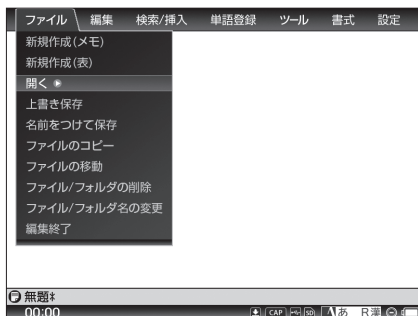 ファイル 編集 検索/挿入 単語登録 ツール 書式 設定
新規作成(メモ)
新規作成(表)
開く
上書き保存
名前をつけて保存
ファイルのコピー
ファイルの移動
ファイル/フォルダの削除
ファイル/フォルダ名の変更
編集終了
無題*
00:00 CAP SD あ R漢